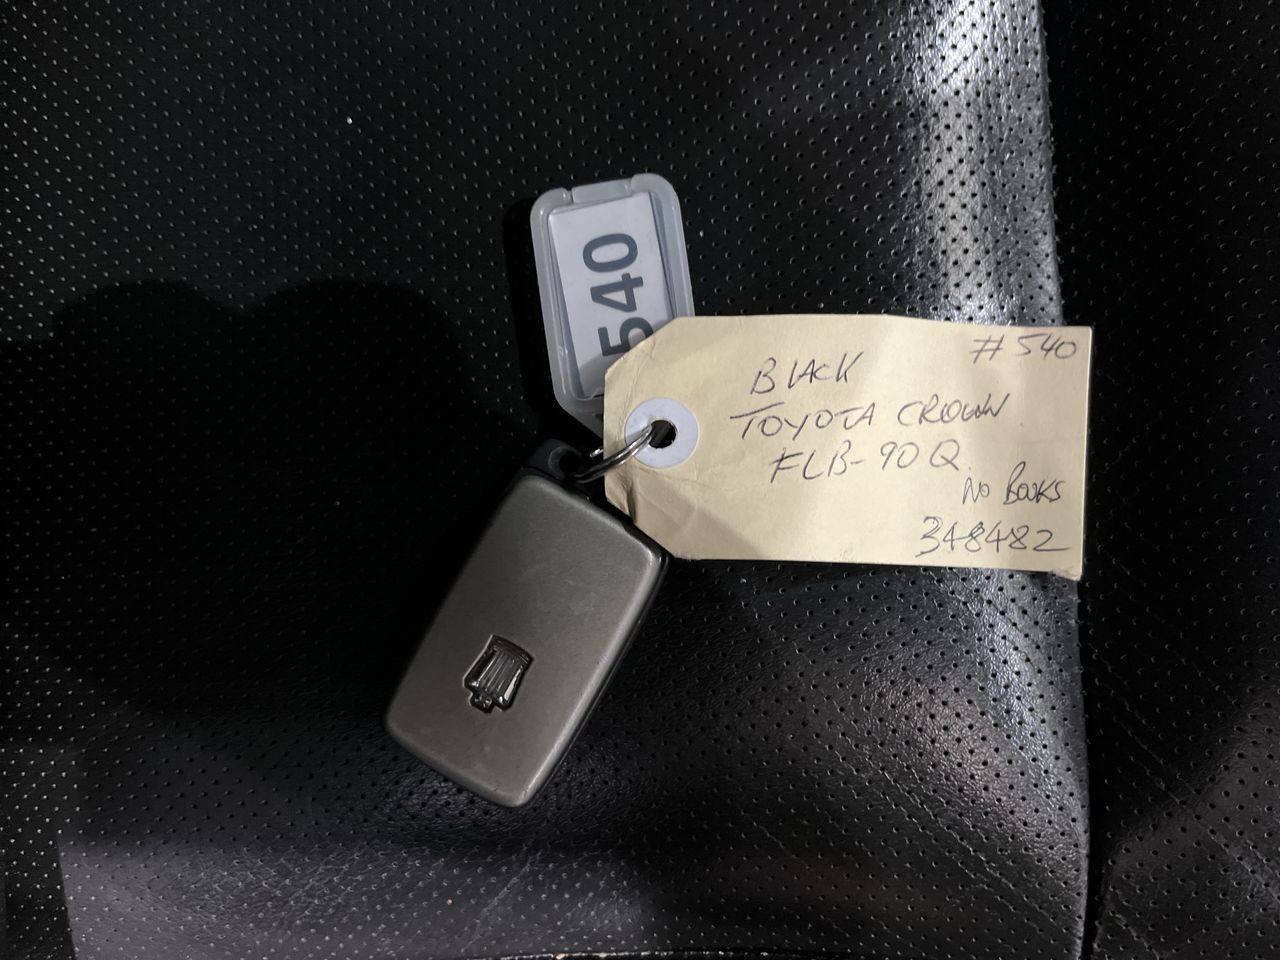 540
# 540
BLACK
TOYOTA CROWN
FLB-90Q
NO BOOKS
348482